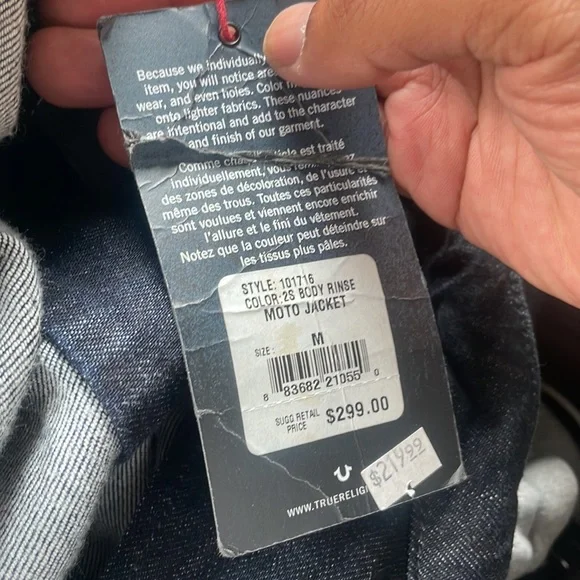 Because we individually
item, you will notice are
wear, and even holes. Color
onto lighter fabrics. These nuances
are intentional and add to the character
and finish of our garment.
Comme est traité
individuellement, vous
des zones de décoloration, de l'usure et
même des trous. Toutes ces particularités
sont voulues et viennent encore enrichir
l'allure et le fini du vêtement.
Notez que la couleur peut déteindre sur
les tissus plus pâles.
STYLE: 101716
COLOR:2S BODY RINSE
MOTO JACKET
SIZE: M
8 83682 21055 0
SUGG RETAIL
PRICE $299.00
$219.99
WWW.TRUERELIG